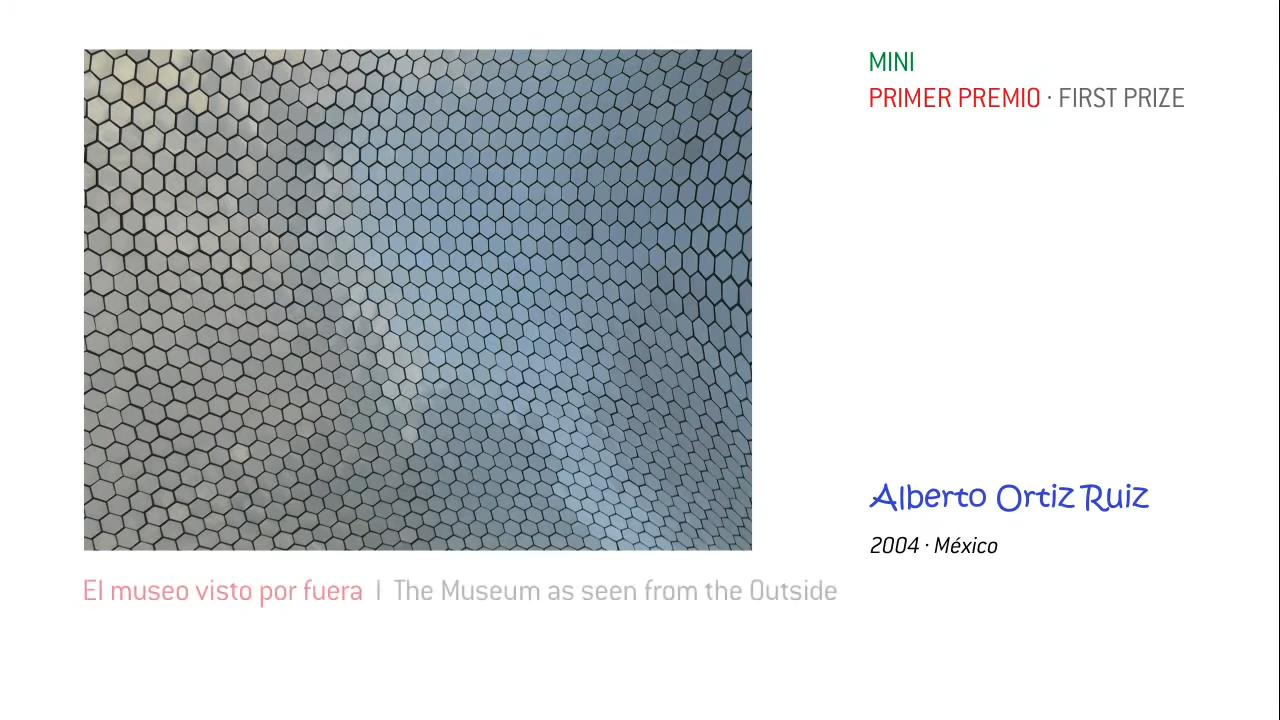 MINI
PRIMER PREMIO · FIRST PRIZE
Alberto Ortiz Ruiz
2004 · México
El museo visto por fuera | The Museum as seen from the Outside